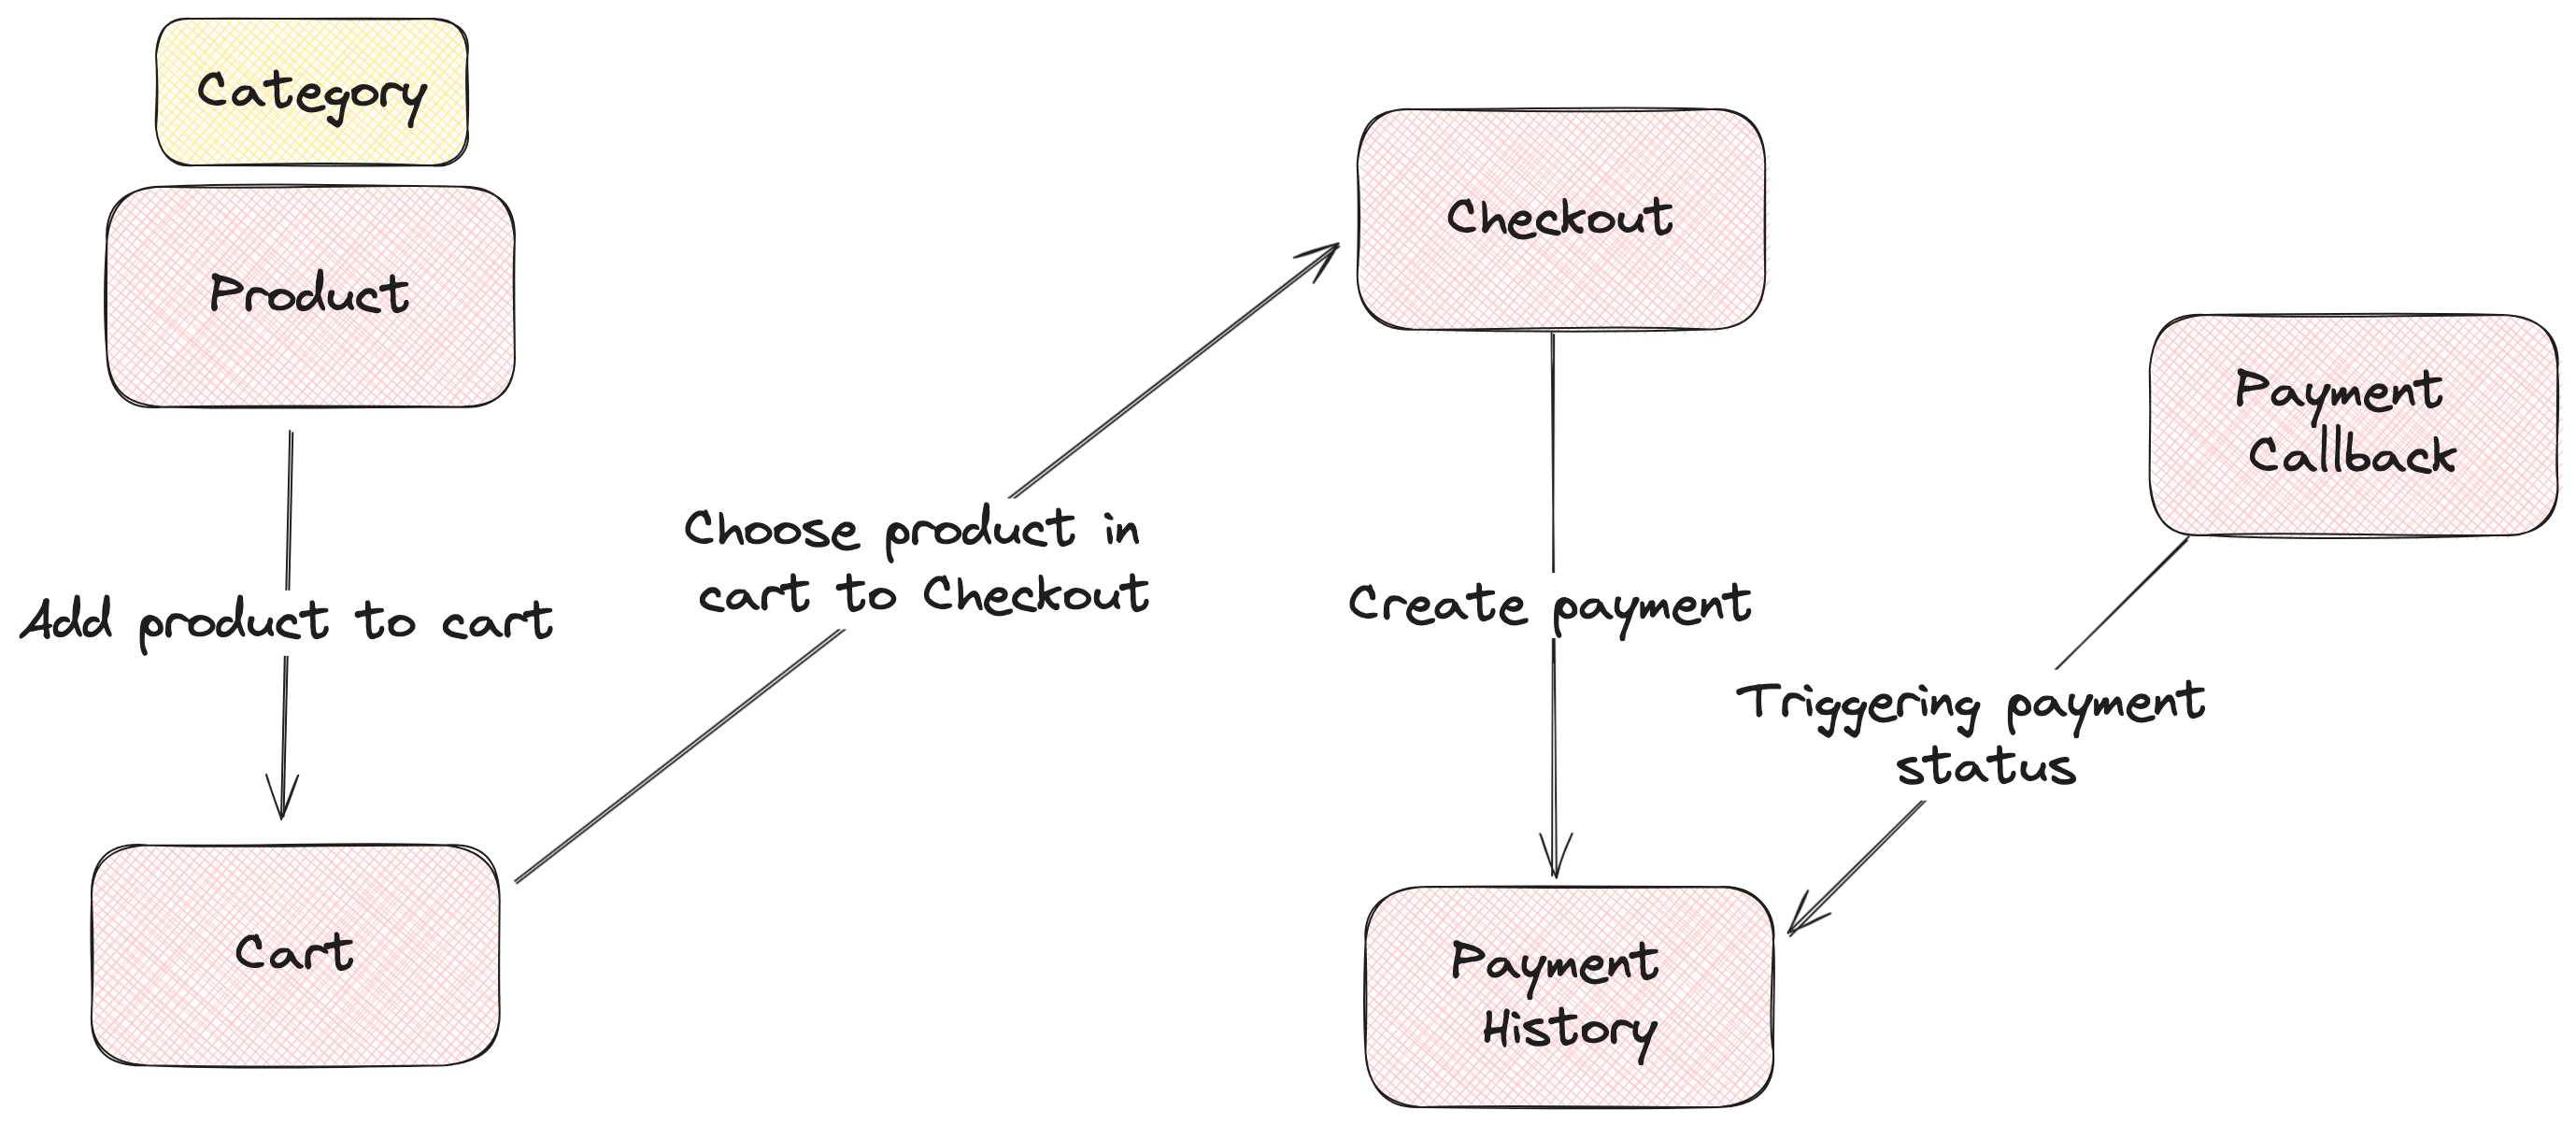 Category
Product
Add product to cart
Cart
Choose product in
cart to Checkout
Checkout
Create payment
Payment
History
Payment
Callback
Triggering payment
status